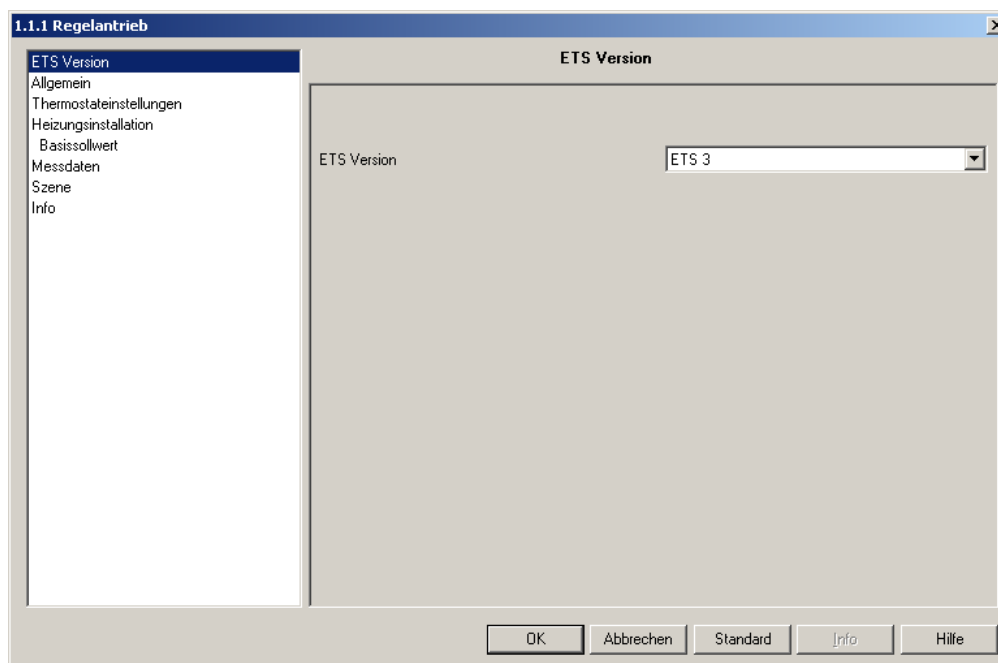 1.1.1 Regelantrieb
ETS Version
Allgemein
Thermostateinstellungen
Heizungsinstallation
Basissollwert
Messdaten
Szene
Info
ETS Version
ETS Version
ETS 3
OK
Abbrechen
Standard
Info
Hilfe